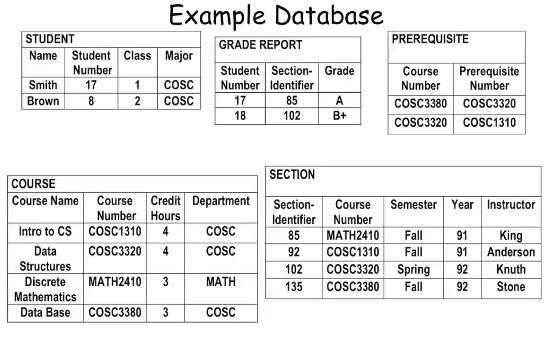 Example Database
STUDENT
Name Student Number Class Major
Smith 17 1 COSC
Brown 8 2 COSC
GRADE REPORT
Student Number Section-Identifier Grade
17 85 A
18 102 B+
PREREQUISITE
Course Number Prerequisite Number
COSC3380 COSC3320
COSC3320 COSC1310
COURSE
Course Name Course Number Credit Hours Department
Intro to CS COSC1310 4 COSC
Data Structures COSC3320 4 COSC
Discrete Mathematics MATH2410 3 MATH
Data Base COSC3380 3 COSC
SECTION
Section-Identifier Course Number Semester Year Instructor
85 MATH2410 Fall 91 King
92 COSC1310 Fall 91 Anderson
102 COSC3320 Spring 92 Knuth
135 COSC3380 Fall 92 Stone